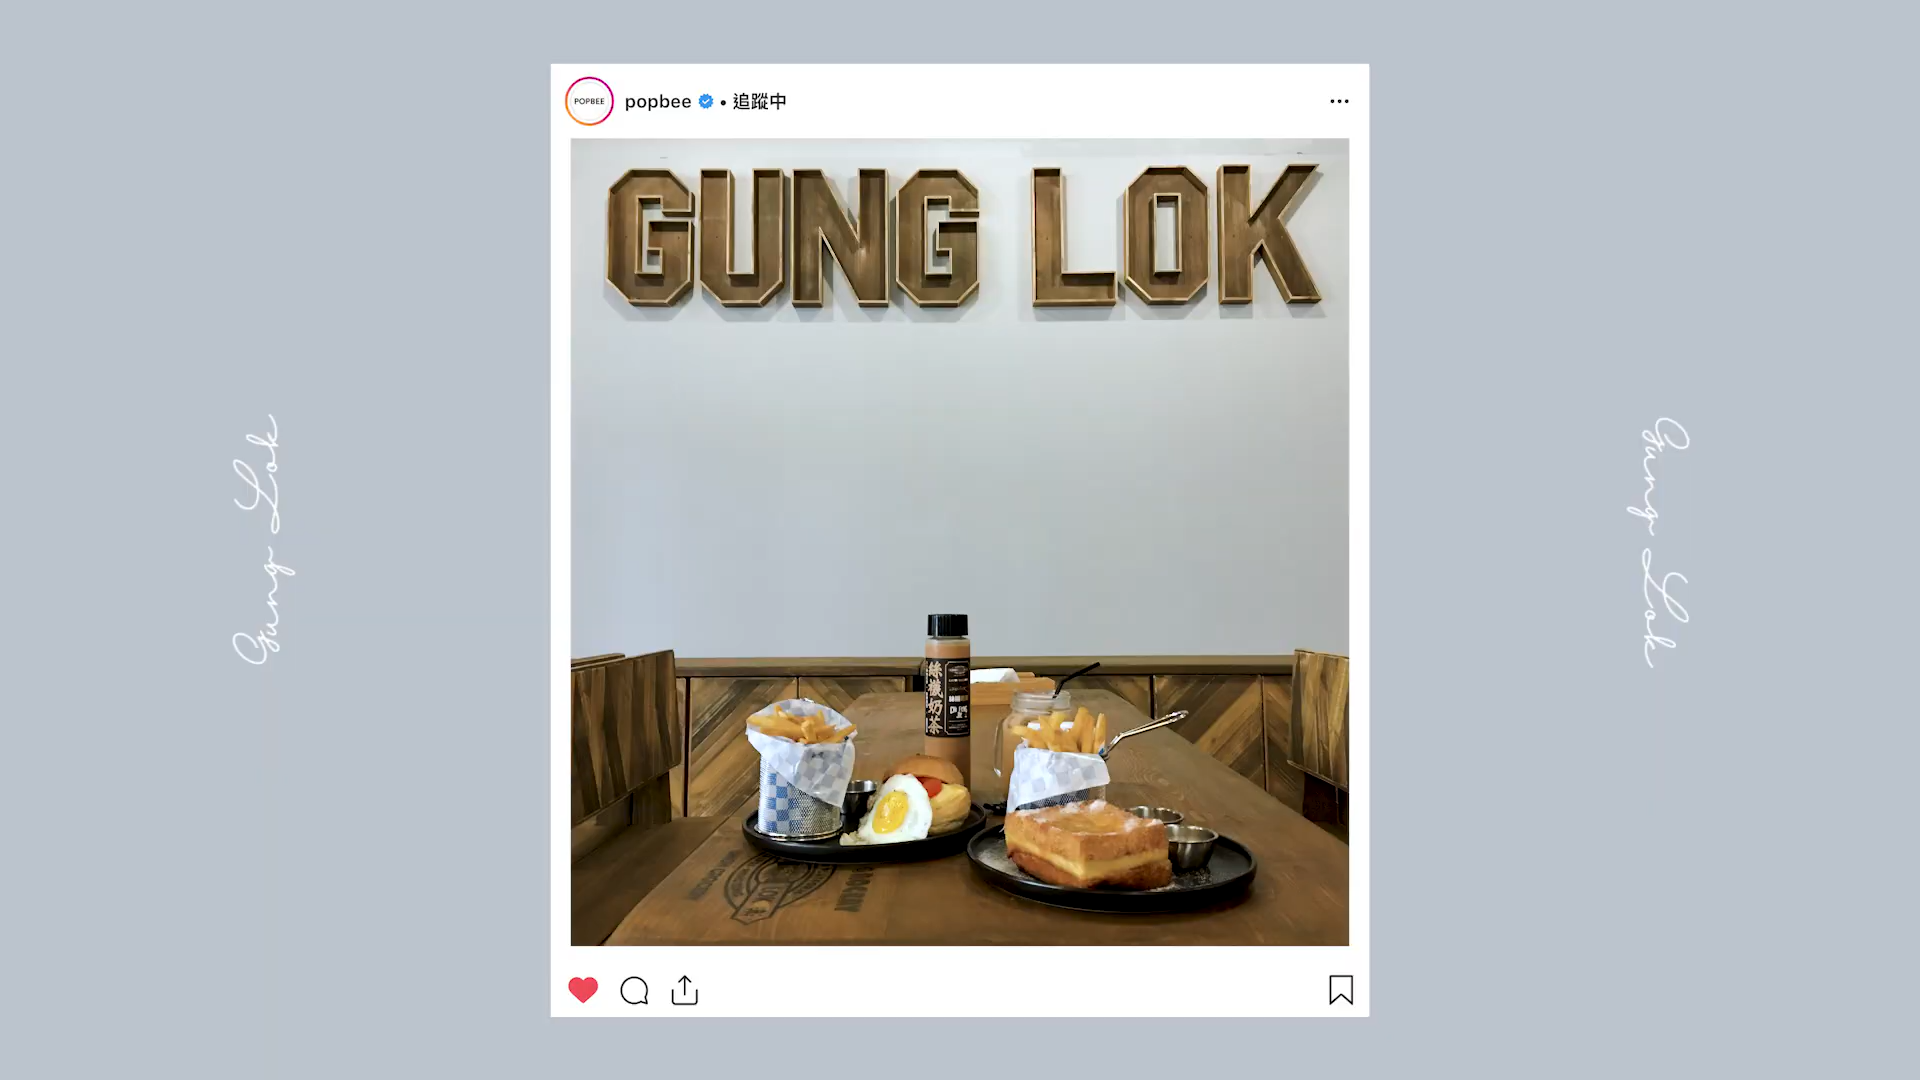 POPBEE
popbee • 追蹤中
GUNG LOK
Gung Lok
Gung Lok
絲襪奶茶